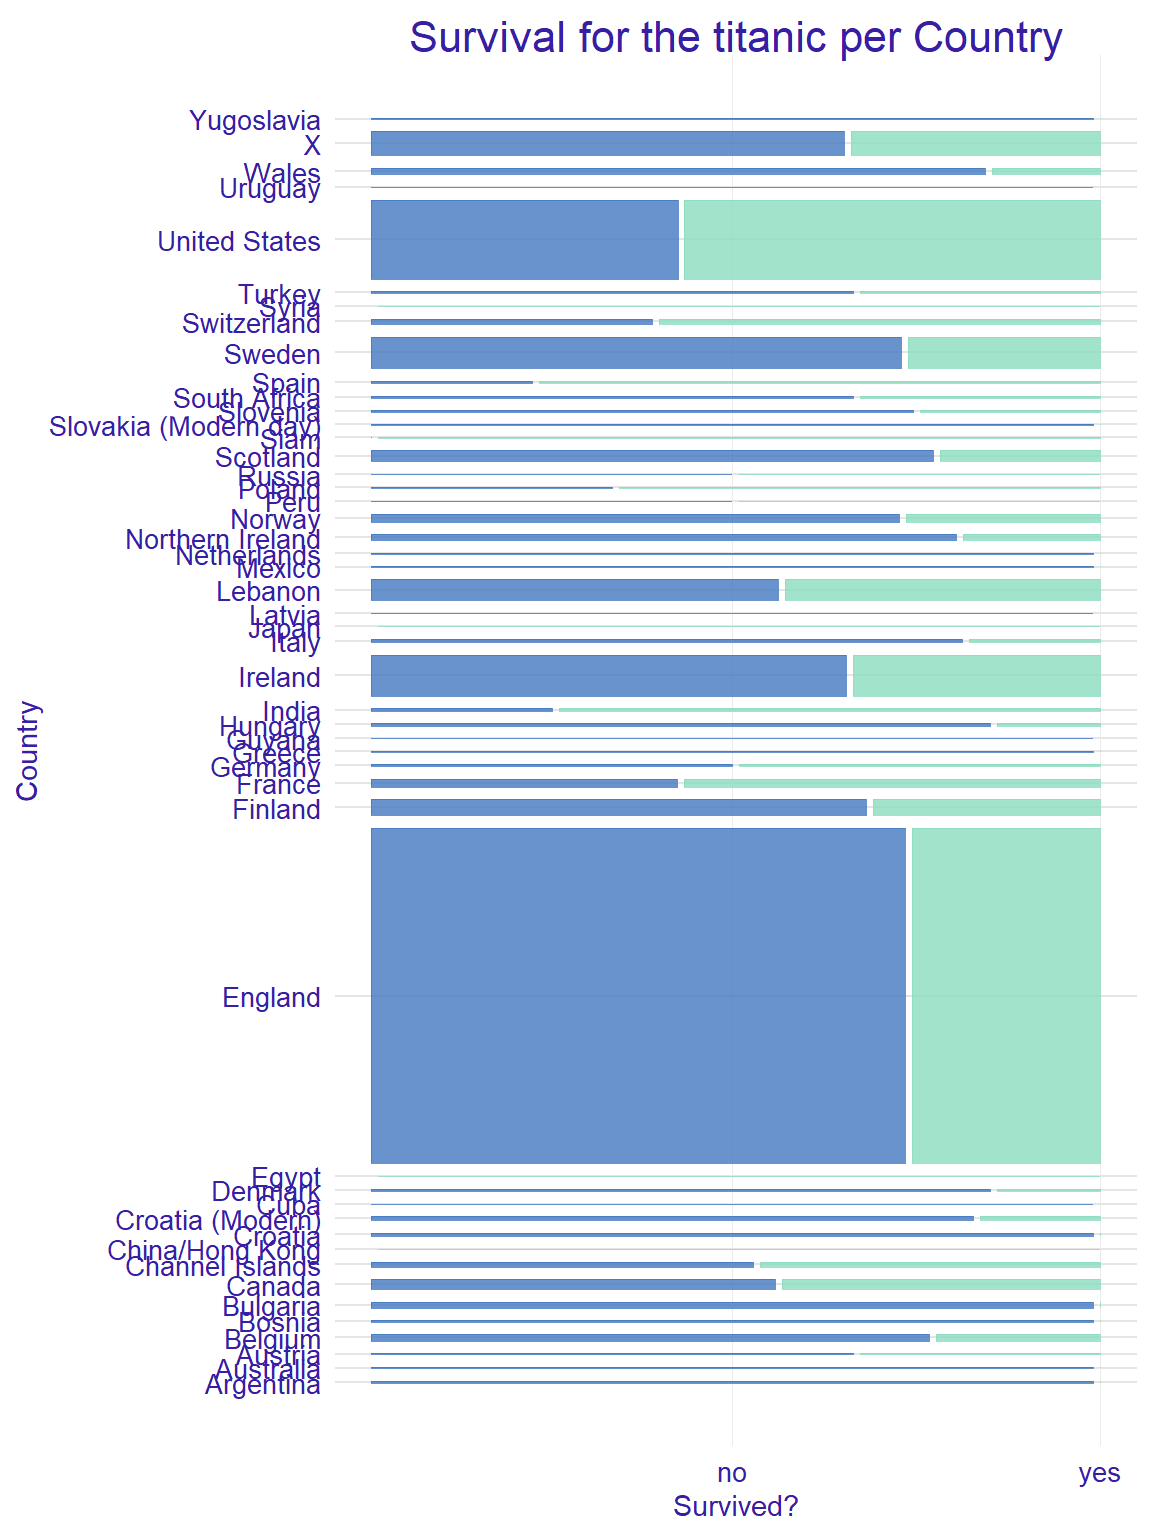 Survival for the titanic per Country
Yugoslavia
X
Wales
Uruguay
United States
Turkey
Syria
Switzerland
Sweden
Spain
South Africa
Slovenia
Slovakia (Modern day)
Siam
Scotland
Russia
Poland
Peru
Norway
Northern Ireland
Netherlands
Mexico
Lebanon
Latvia
Japan
Italy
Ireland
India
Hungary
Guyana
Greece
Germany
France
Finland
England
Egypt
Denmark
Cuba
Croatia (Modern)
Croatia
China/Hong Kong
Channel Islands
Canada
Bulgaria
Bosnia
Belgium
Austria
Australia
Argentina
Country
no yes
Survived?